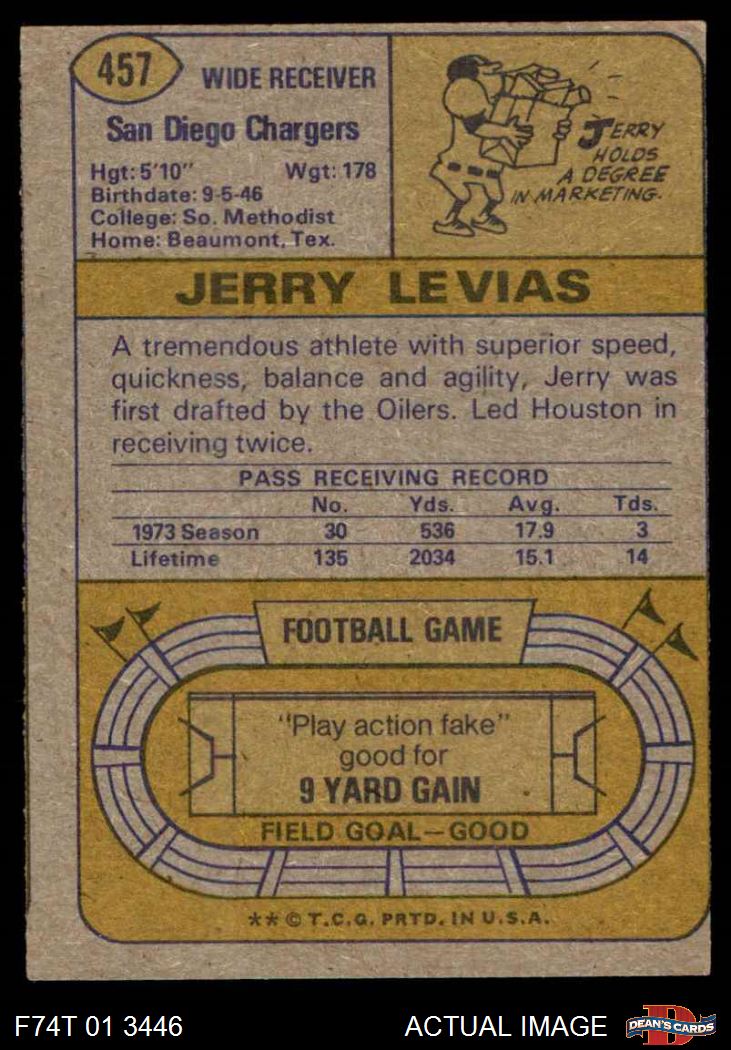 457
WIDE RECEIVER
San Diego Chargers
Hgt: 5'10" Wgt: 178
Birthdate: 9-5-46
College: So. Methodist
Home: Beaumont, Tex.
JERRY
HOLDS
A DEGREE
IN MARKETING.
JERRY LEVIAS
A tremendous athlete with superior speed,
quickness, balance and agility, Jerry was
first drafted by the Oilers. Led Houston in
receiving twice.
PASS RECEIVING RECORD
No. Yds. Avg. Tds.
1973 Season 30 536 17.9 3
Lifetime 135 2034 15.1 14
FOOTBALL GAME
"Play action fake"
good for
9 YARD GAIN
FIELD GOAL—GOOD
** © T.C.G. PRTD. IN U.S.A.
F74T 01 3446 ACTUAL IMAGE
D
DEAN'S CARDS